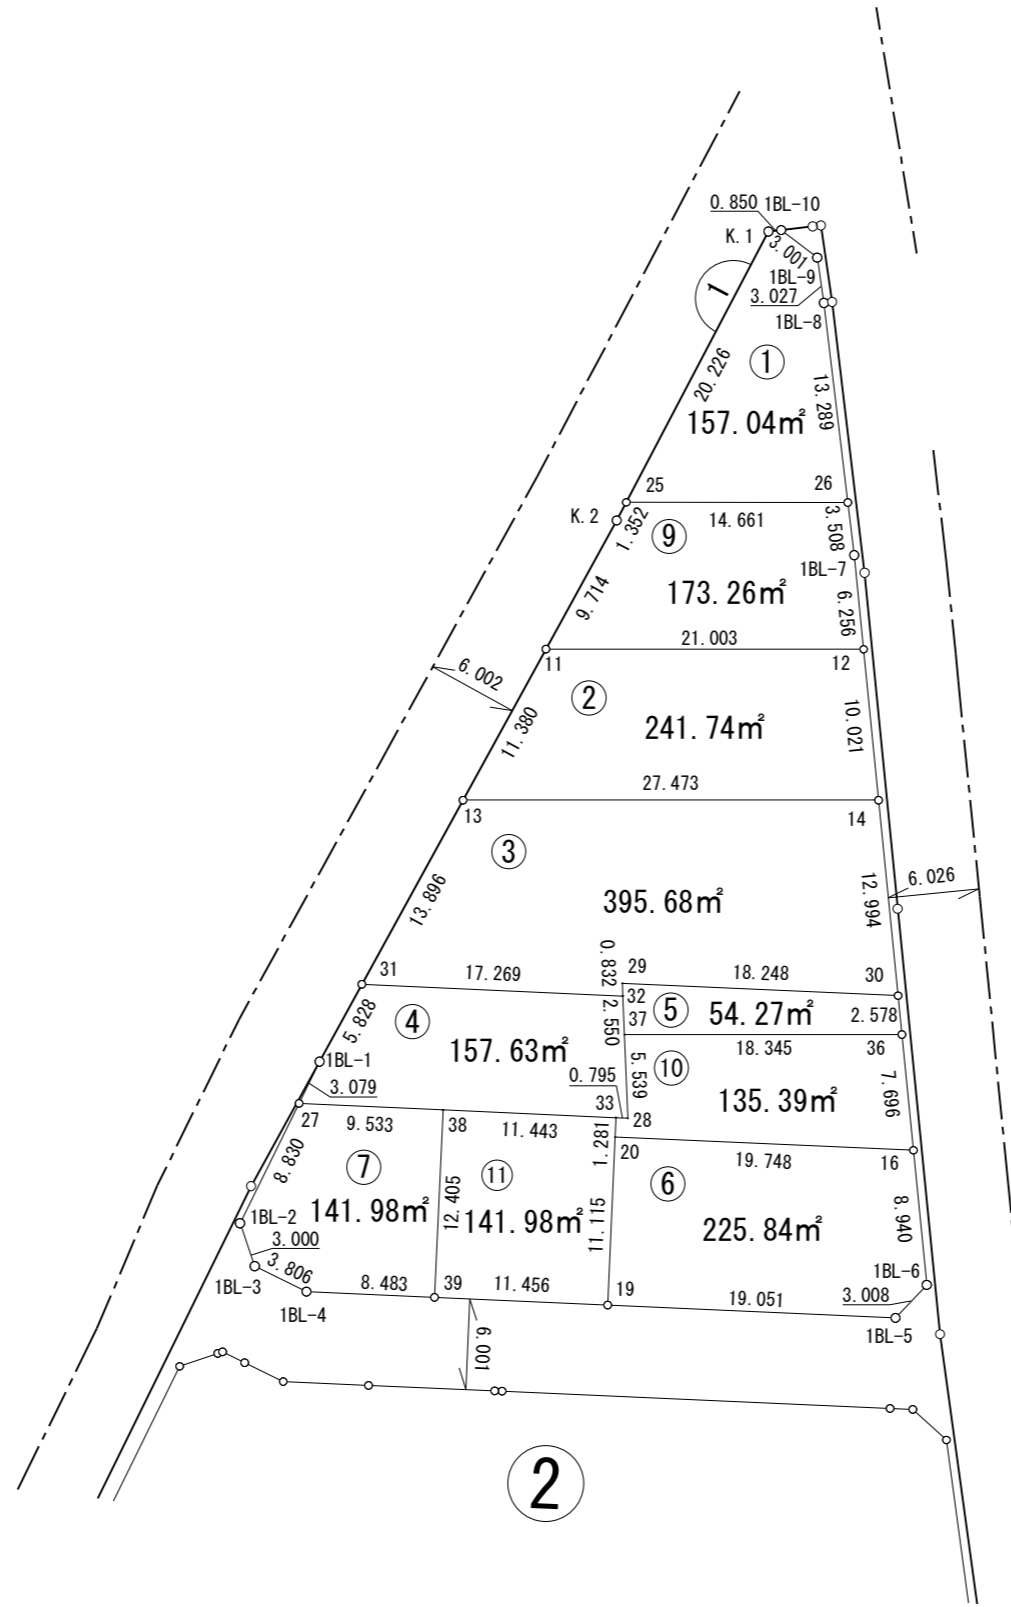 0.850 1BL-10
K.1 3.001
1BL-9
1
3.027
1BL-8
20.226
①
13.289
157.04㎡
25 26
14.661
K.2 1.352 ⑨ 3.508
1BL-7
9.714
173.26㎡
6.256
21.003
11 12
6.002
②
11.380
241.74㎡
10.021
27.473
13 14
③
13.896
395.68㎡
12.994
6.026
0.832
31 17.269 29 18.248 30
32
④ 2.550 37 ⑤ 54.27㎡ 2.578
5.828
157.63㎡
18.345 36
1BL-1
0.795 5.539 ⑩
3.079
135.39㎡
7.696
33
27 9.533 38 11.443 28
1.281 20 19.748 16
8.830
⑦ 12.405 ⑪ 11.115 ⑥
141.98㎡ 141.98㎡ 225.84㎡
8.940
1BL-2
3.000
1BL-3 3.806 8.483 39 11.456 19 19.051 3.008 1BL-6
1BL-4
1BL-5
6.001
2